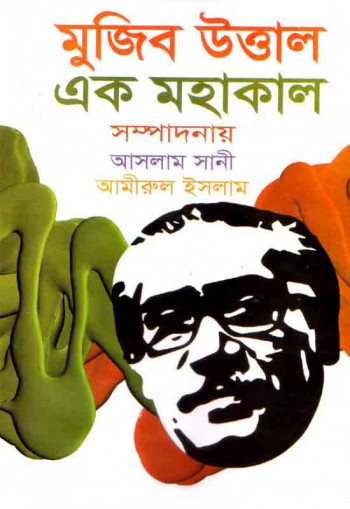 মুজিব উত্তাল
এক মহাকাল
সম্পাদনায়
আসলাম সানী
আমীরুল ইসলাম